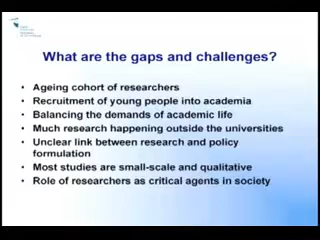 What are the gaps and challenges?
• Ageing cohort of researchers
• Recruitment of young people into academia
• Balancing the demands of academic life
• Much research happening outside the universities
• Unclear link between research and policy
formulation
• Most studies are small-scale and qualitative
• Role of researchers as critical agents in society